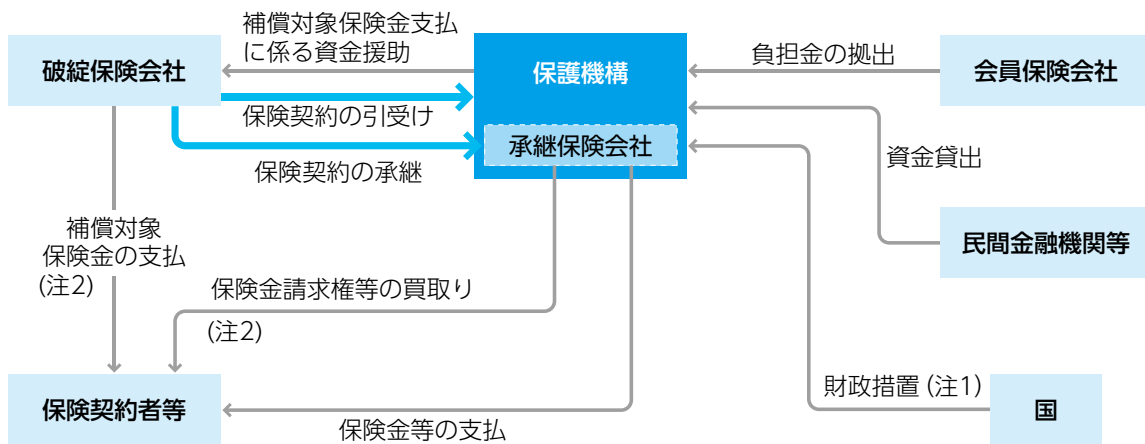 補償対象保険金支払
に係る資金援助
破綻保険会社
保護機構
負担金の拠出
会員保険会社
保険契約の引受け
承継保険会社
保険契約の承継
資金貸出
補償対象
保険金の支払
(注2)
民間金融機関等
保険金請求権等の買取り
(注2)
財政措置 (注1)
保険契約者等
国
保険金等の支払